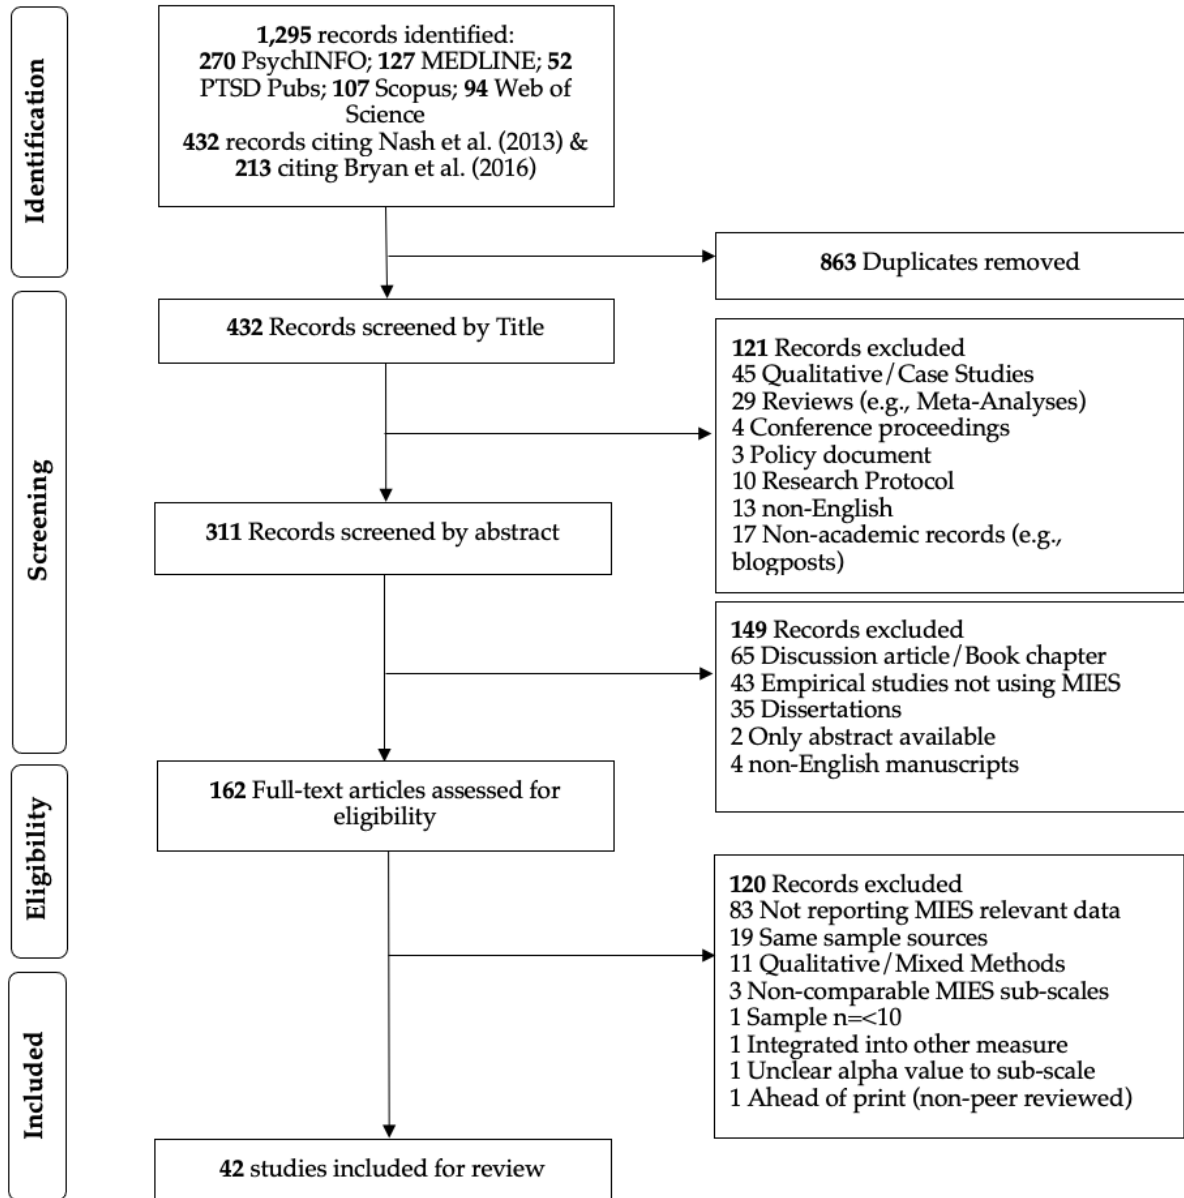 Identification
1,295 records identified:
270 PsychINFO; 127 MEDLINE; 52
PTSD Pubs; 107 Scopus; 94 Web of
Science
432 records citing Nash et al. (2013) &
213 citing Bryan et al. (2016)
863 Duplicates removed
Screening
432 Records screened by Title
121 Records excluded
45 Qualitative/Case Studies
29 Reviews (e.g., Meta-Analyses)
4 Conference proceedings
3 Policy document
10 Research Protocol
13 non-English
17 Non-academic records (e.g.,
blogposts)
311 Records screened by abstract
149 Records excluded
65 Discussion article/Book chapter
43 Empirical studies not using MIES
35 Dissertations
2 Only abstract available
4 non-English manuscripts
Eligibility
162 Full-text articles assessed for
eligibility
120 Records excluded
83 Not reporting MIES relevant data
19 Same sample sources
11 Qualitative/Mixed Methods
3 Non-comparable MIES sub-scales
1 Sample n=<10
1 Integrated into other measure
1 Unclear alpha value to sub-scale
1 Ahead of print (non-peer reviewed)
Included
42 studies included for review